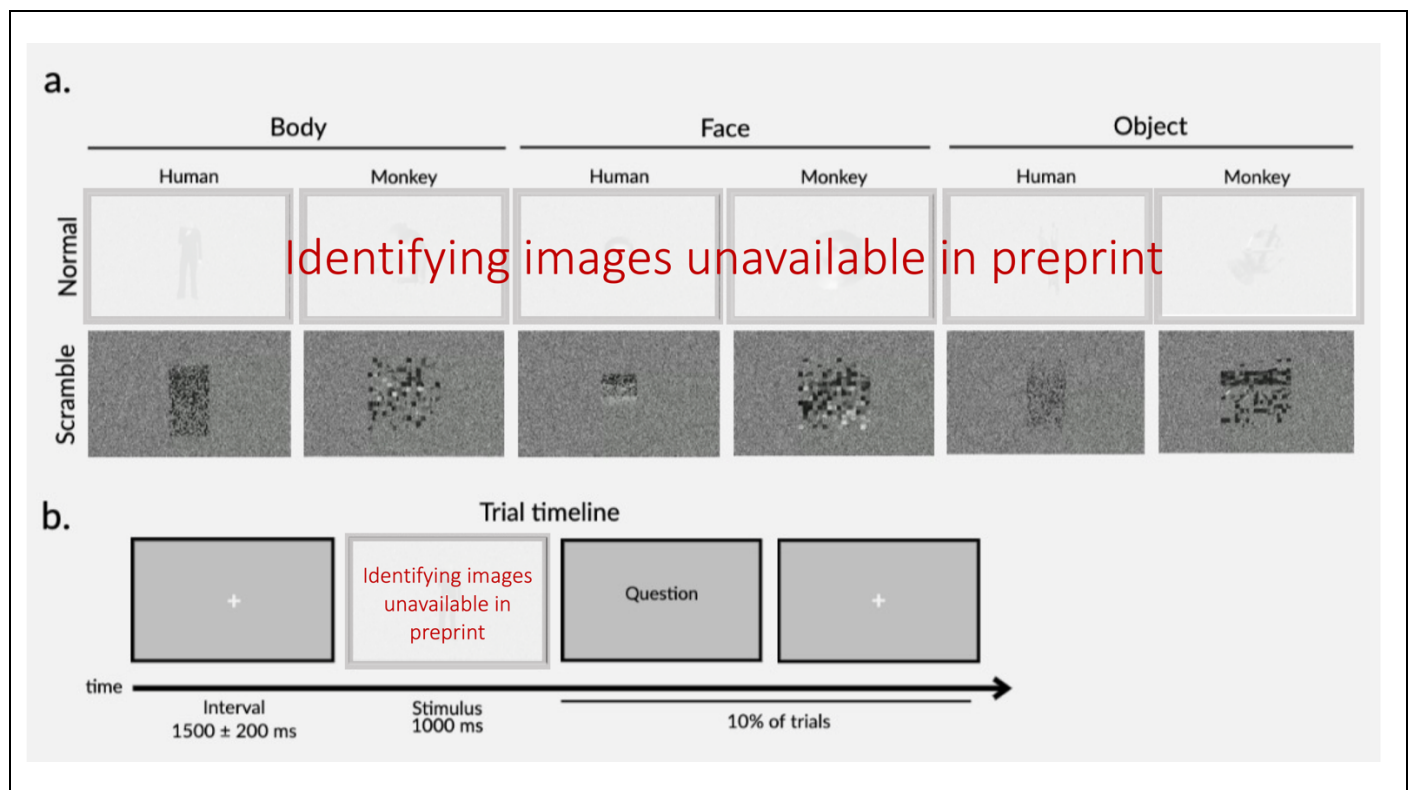 a.
Body Face Object
Human Monkey Human Monkey Human Monkey
Normal
Identifying images unavailable in preprint
Scramble
b.
Trial timeline
Identifying images
unavailable in
preprint
Question
time
Interval
1500 ± 200 ms
Stimulus
1000 ms
10% of trials